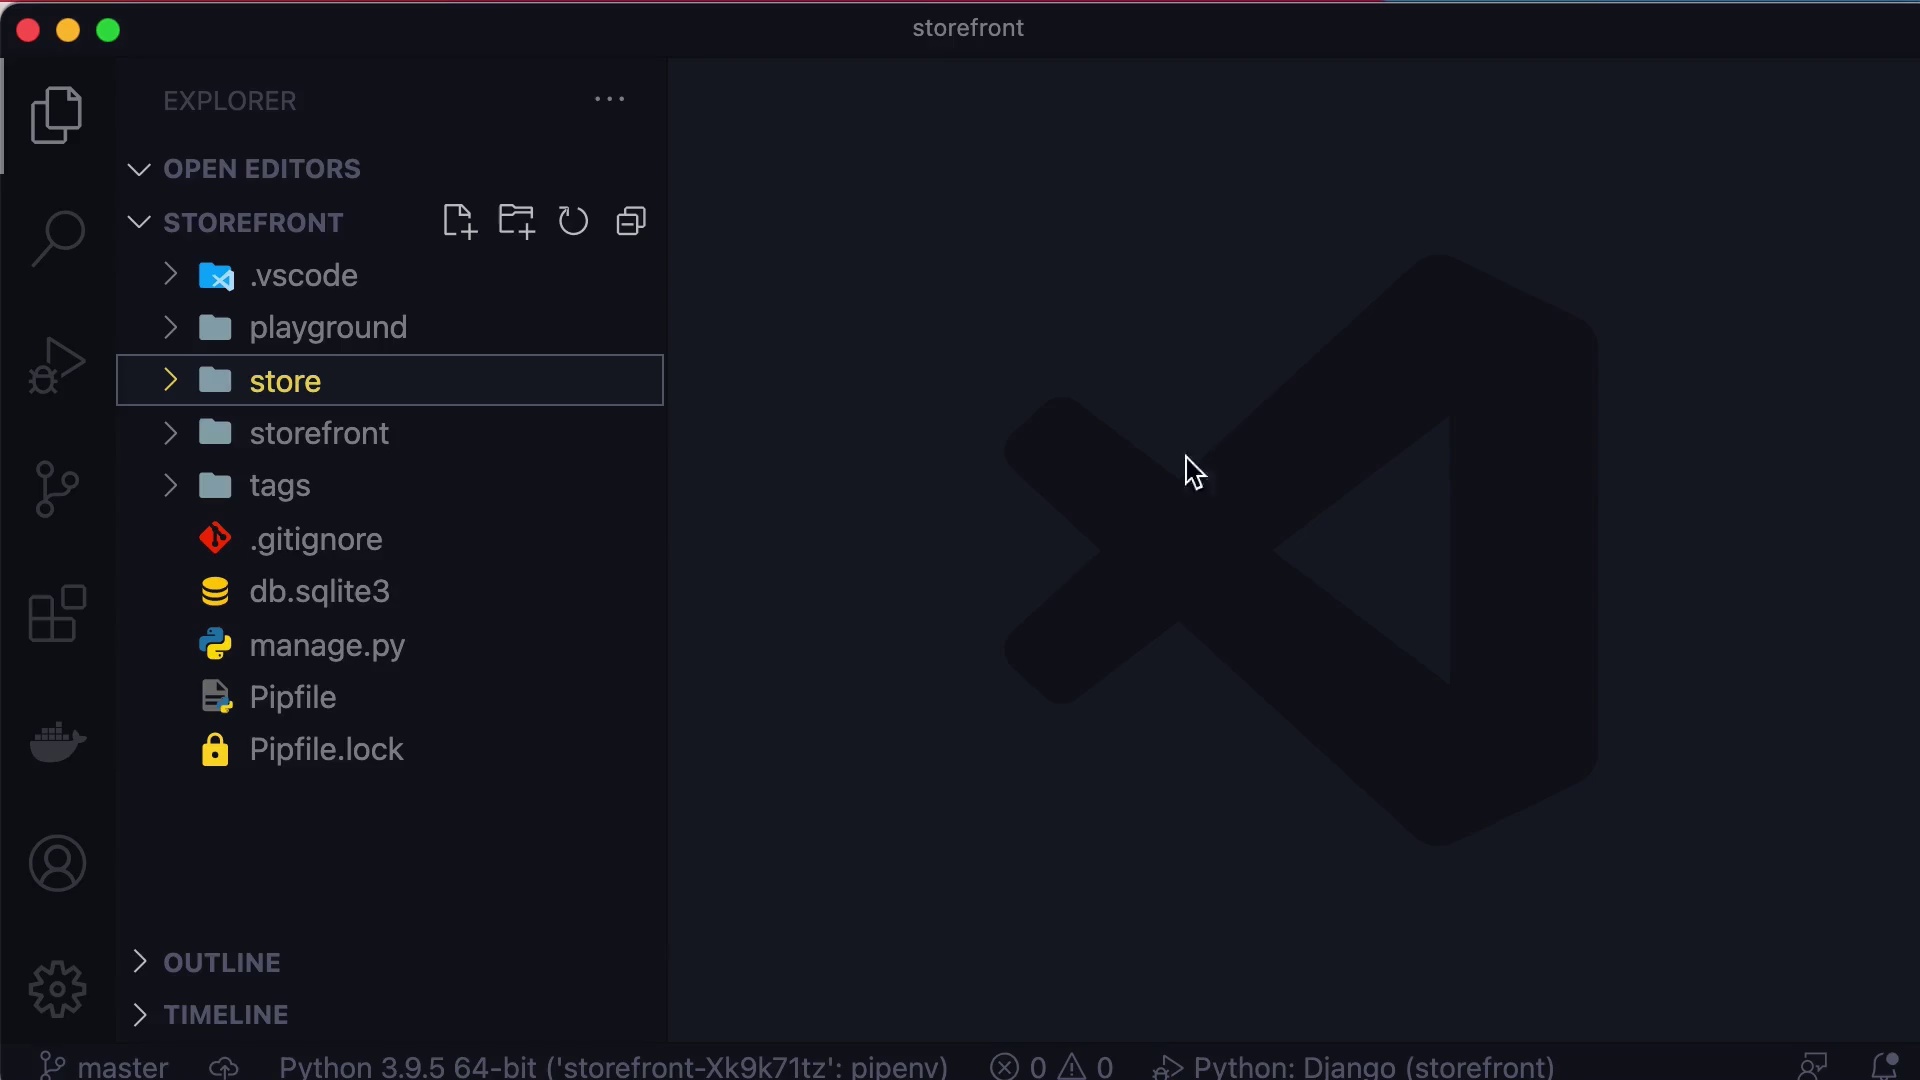 storefront
EXPLORER
OPEN EDITORS
STOREFRONT
.vscode
playground
store
storefront
tags
.gitignore
db.sqlite3
manage.py
Pipfile
Pipfile.lock
OUTLINE
TIMELINE
master Python 3.9.5 64-bit ('storefront-Xk9k71tz': pipenv) 0 0 Python: Django (storefront)